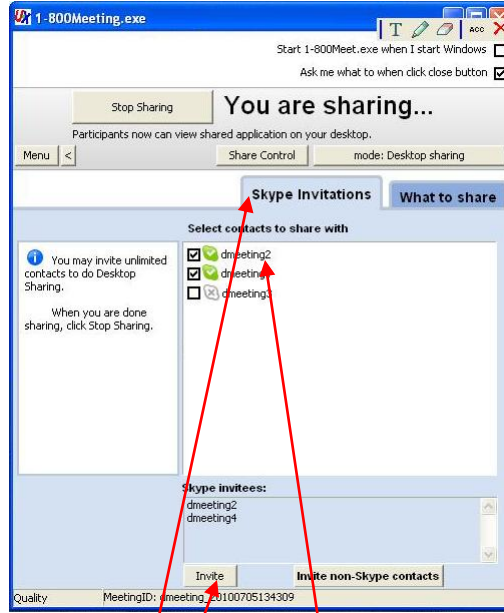 1-800Meeting.exe
T ACC
Start 1-800Meet.exe when I start Windows
Ask me what to when click close button
Stop Sharing You are sharing...
Participants now can view shared application on your desktop.
Menu < Share Control mode: Desktop sharing
Skype Invitations What to share
Select contacts to share with
You may invite unlimited
contacts to do Desktop
Sharing.
When you are done
sharing, click Stop Sharing.
dmeeting2
dmeeting
dmeeting3
Skype invitees:
dmeeting2
dmeeting4
Invite Invite non-Skype contacts
Quality MeetingID: dmeeting_20100705134309